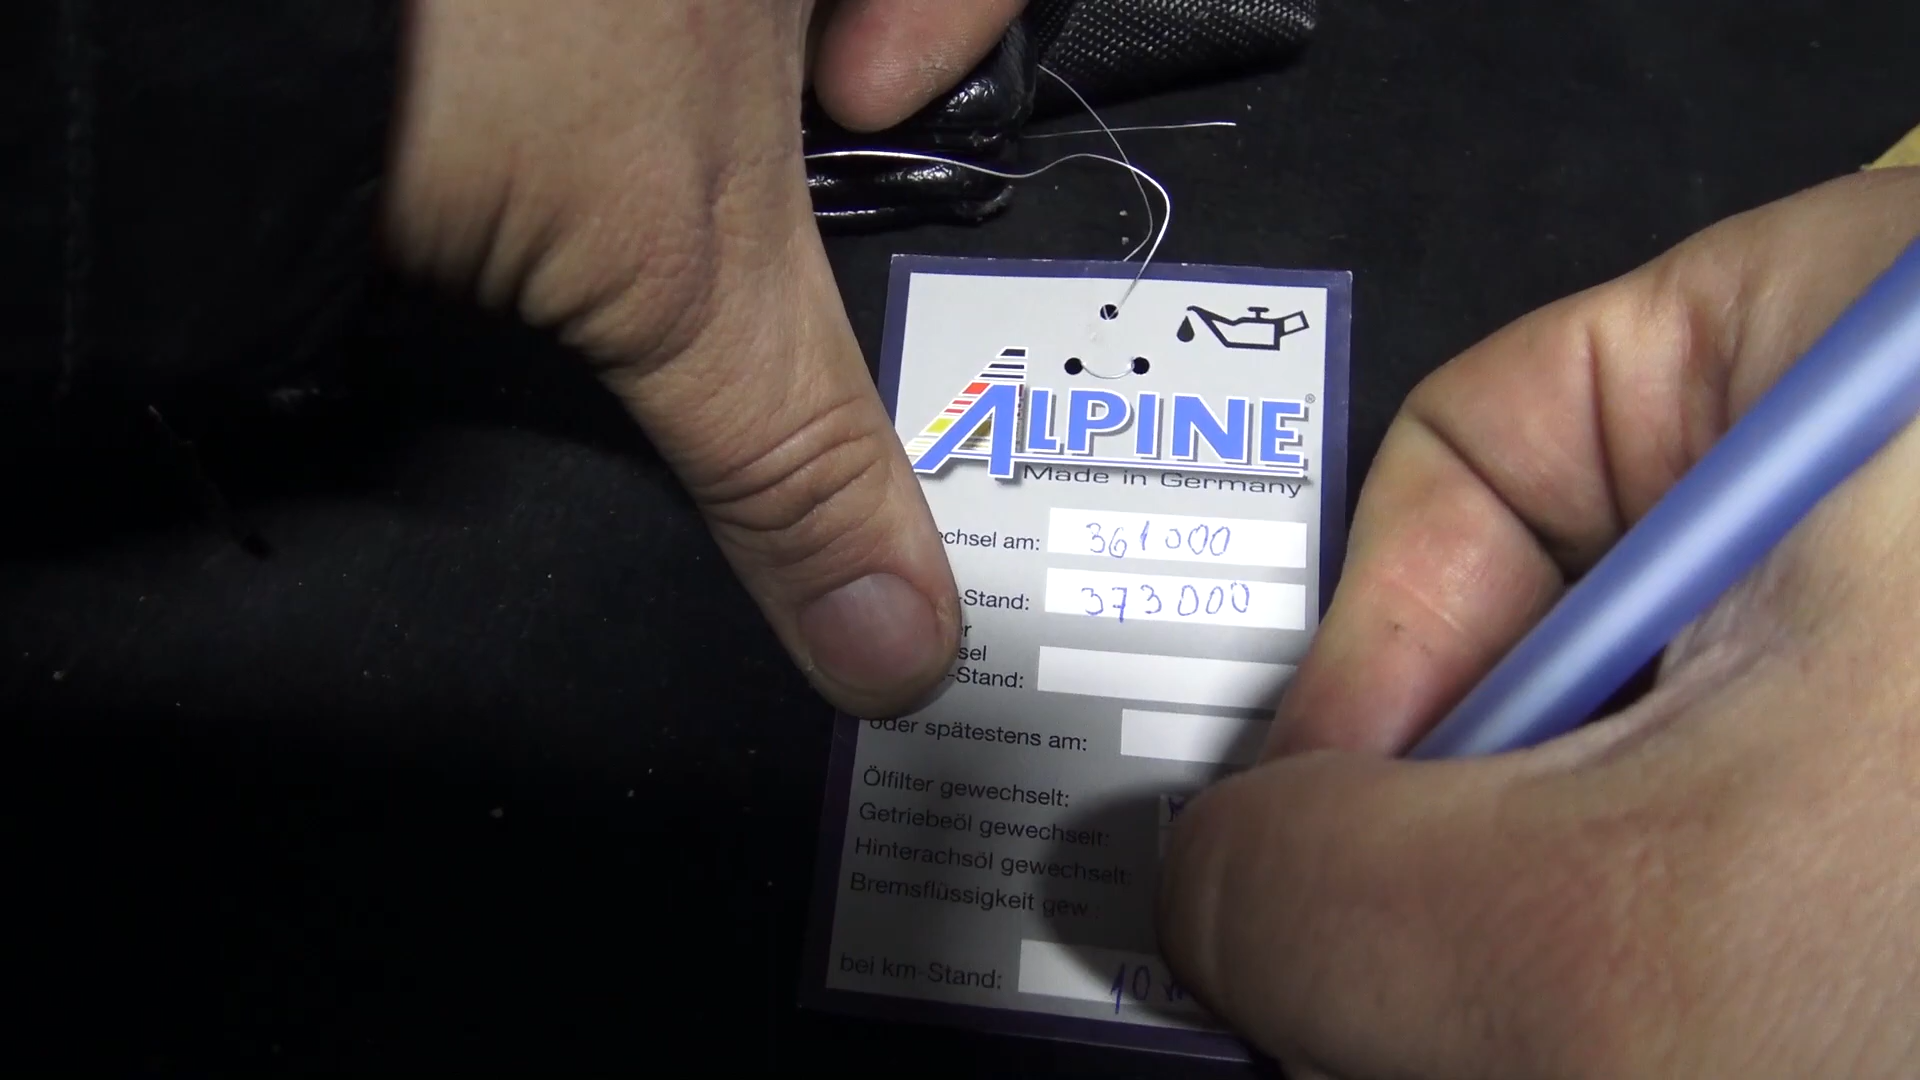 ALPINE®
Made in Germany
echsel am: 361000
-Stand: 373000
r
sel
-Stand:
oder spätestens am:
Ölfilter gewechselt:
Getriebeöl gewechselt:
Hinterachsöl gewechselt:
Bremsflüssigkeit gew.:
bei km-Stand: 10